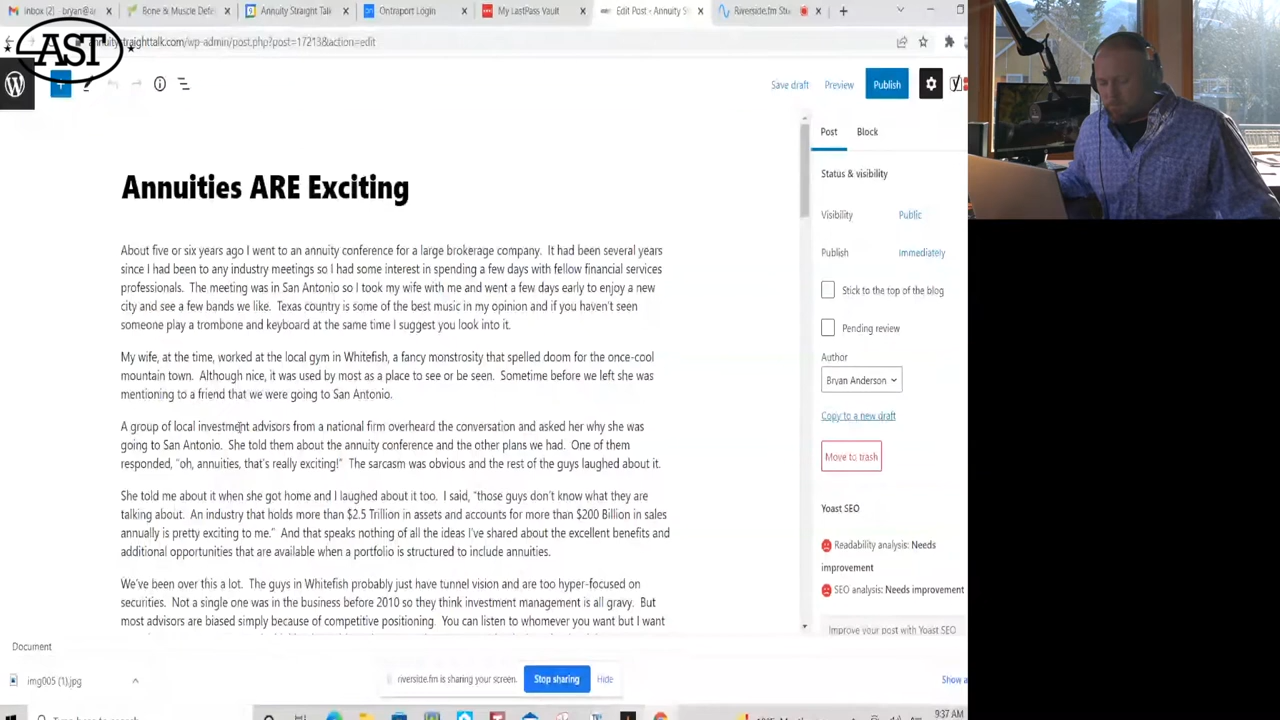 Inbox (2) - bryan@ar
Bone & Muscle Defe
Annuity Straight Talk
Ontraport Login
My LastPass Vault
Edit Post ‹ Annuity S
Riverside.fm Stu
AST
annuitystraighttalk.com/wp-admin/post.php?post=17213&action=edit
Save draft
Preview
Publish
Annuities ARE Exciting
About five or six years ago I went to an annuity conference for a large brokerage company. It had been several years
since I had been to any industry meetings so I had some interest in spending a few days with fellow financial services
professionals. The meeting was in San Antonio so I took my wife with me and went a few days early to enjoy a new
city and see a few bands we like. Texas country is some of the best music in my opinion and if you haven't seen
someone play a trombone and keyboard at the same time I suggest you look into it.
My wife, at the time, worked at the local gym in Whitefish, a fancy monstrosity that spelled doom for the once-cool
mountain town. Although nice, it was used by most as a place to see or be seen. Sometime before we left she was
mentioning to a friend that we were going to San Antonio.
A group of local investment advisors from a national firm overheard the conversation and asked her why she was
going to San Antonio. She told them about the annuity conference and the other plans we had. One of them
responded, "oh, annuities, that's really exciting!" The sarcasm was obvious and the rest of the guys laughed about it.
She told me about it when she got home and I laughed about it too. I said, "those guys don't know what they are
talking about. An industry that holds more than $2.5 Trillion in assets and accounts for more than $200 Billion in sales
annually is pretty exciting to me." And that speaks nothing of all the ideas I've shared about the excellent benefits and
additional opportunities that are available when a portfolio is structured to include annuities.
We've been over this a lot. The guys in Whitefish probably just have tunnel vision and are too hyper-focused on
securities. Not a single one was in the business before 2010 so they think investment management is all gravy. But
most advisors are biased simply because of competitive positioning. You can listen to whomever you want but I want
Post
Block
Status & visibility
Visibility
Public
Publish
Immediately
Stick to the top of the blog
Pending review
Author
Bryan Anderson
Copy to a new draft
Move to trash
Yoast SEO
Readability analysis: Needs
improvement
SEO analysis: Needs improvement
Improve your post with Yoast SEO
Document
img005 (1).jpg
riverside.fm is sharing your screen.
Stop sharing
Hide
Show a
9:37 AM